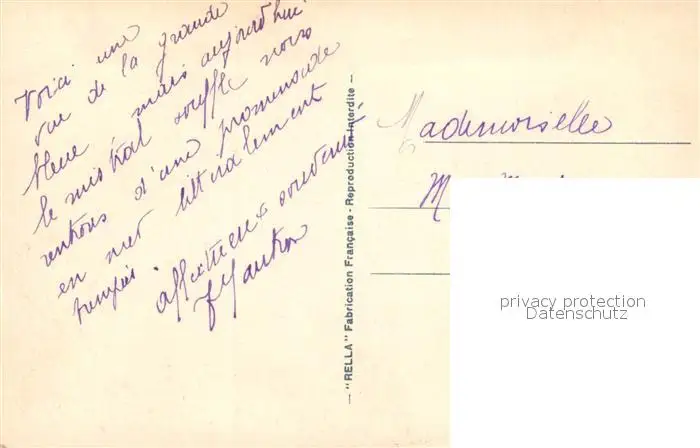 Voici une
vue de la grande
bleue mais aujourd'hui
le mistral souffle nous
rentrons d'une promenade
en mer littéralement
trempés
affectueux souvenir
— "RELLA" Fabrication Française - Reproduction Interdite —
Mademoiselle
privacy protection
Datenschutz